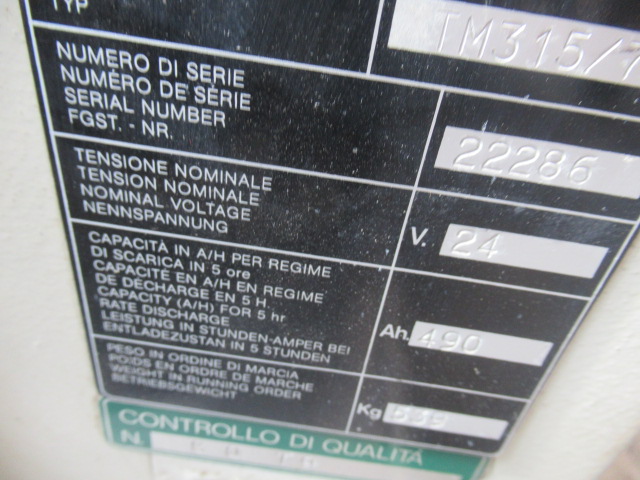 TYP
TM315/
NUMERO DI SERIE
NUMÉRO DE SÉRIE
SERIAL NUMBER
FGST. - NR.
22286
TENSIONE NOMINALE
TENSION NOMINALE
NOMINAL VOLTAGE
NENNSPANNUNG
V. 24
CAPACITÀ IN A/H PER REGIME
DI SCARICA IN 5 ore
CAPACITÉ EN A/H EN REGIME
DE DÉCHARGE EN 5 H.
CAPACITY (A/H) FOR 5 hr
RATE DISCHARGE
LEISTUNG IN STUNDEN-AMPER BEI
ENTLADEZUSTAN IN 5 STUNDEN
Ah. 490
PESO IN ORDINE DI MARCIA
POIDS EN ORDRE DE MARCHE
WEIGHT IN RUNNING ORDER
BETRIEBSGEWICHT
Kg 639
CONTROLLO DI QUALITÀ
N.